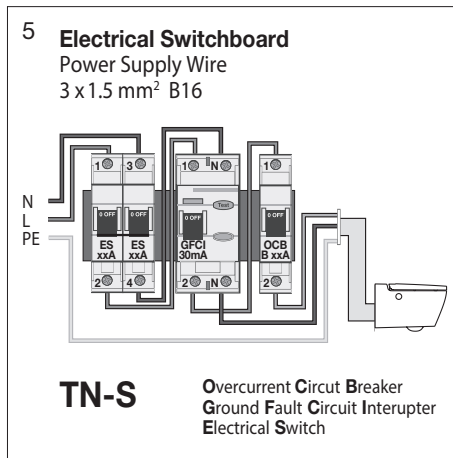 5
Electrical Switchboard
Power Supply Wire
3 x 1.5 mm² B16
1 3 1 N 1
N
L
PE
0 OFF 0 OFF 0 OFF Test 0 OFF
ES ES GFCI OCB
xxA xxA 30mA B xxA
2 4 2 N 2
TN-S
Overcurrent Circut Breaker
Ground Fault Circuit Interupter
Electrical Switch